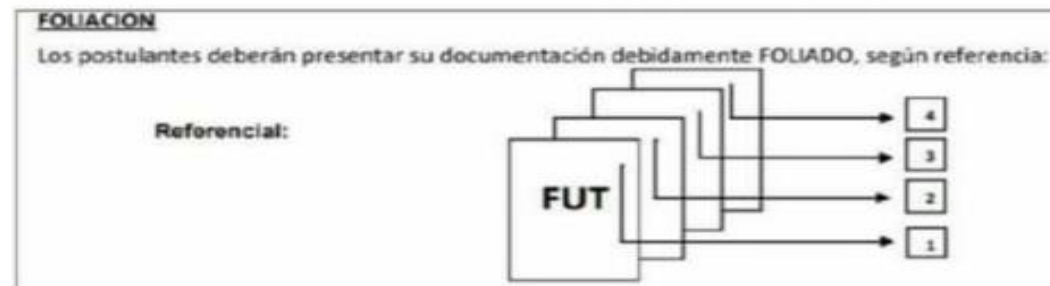 FOLIACION
Los postulantes deberán presentar su documentación debidamente FOLIADO, según referencia:
Referencial:
FUT
4
3
2
1